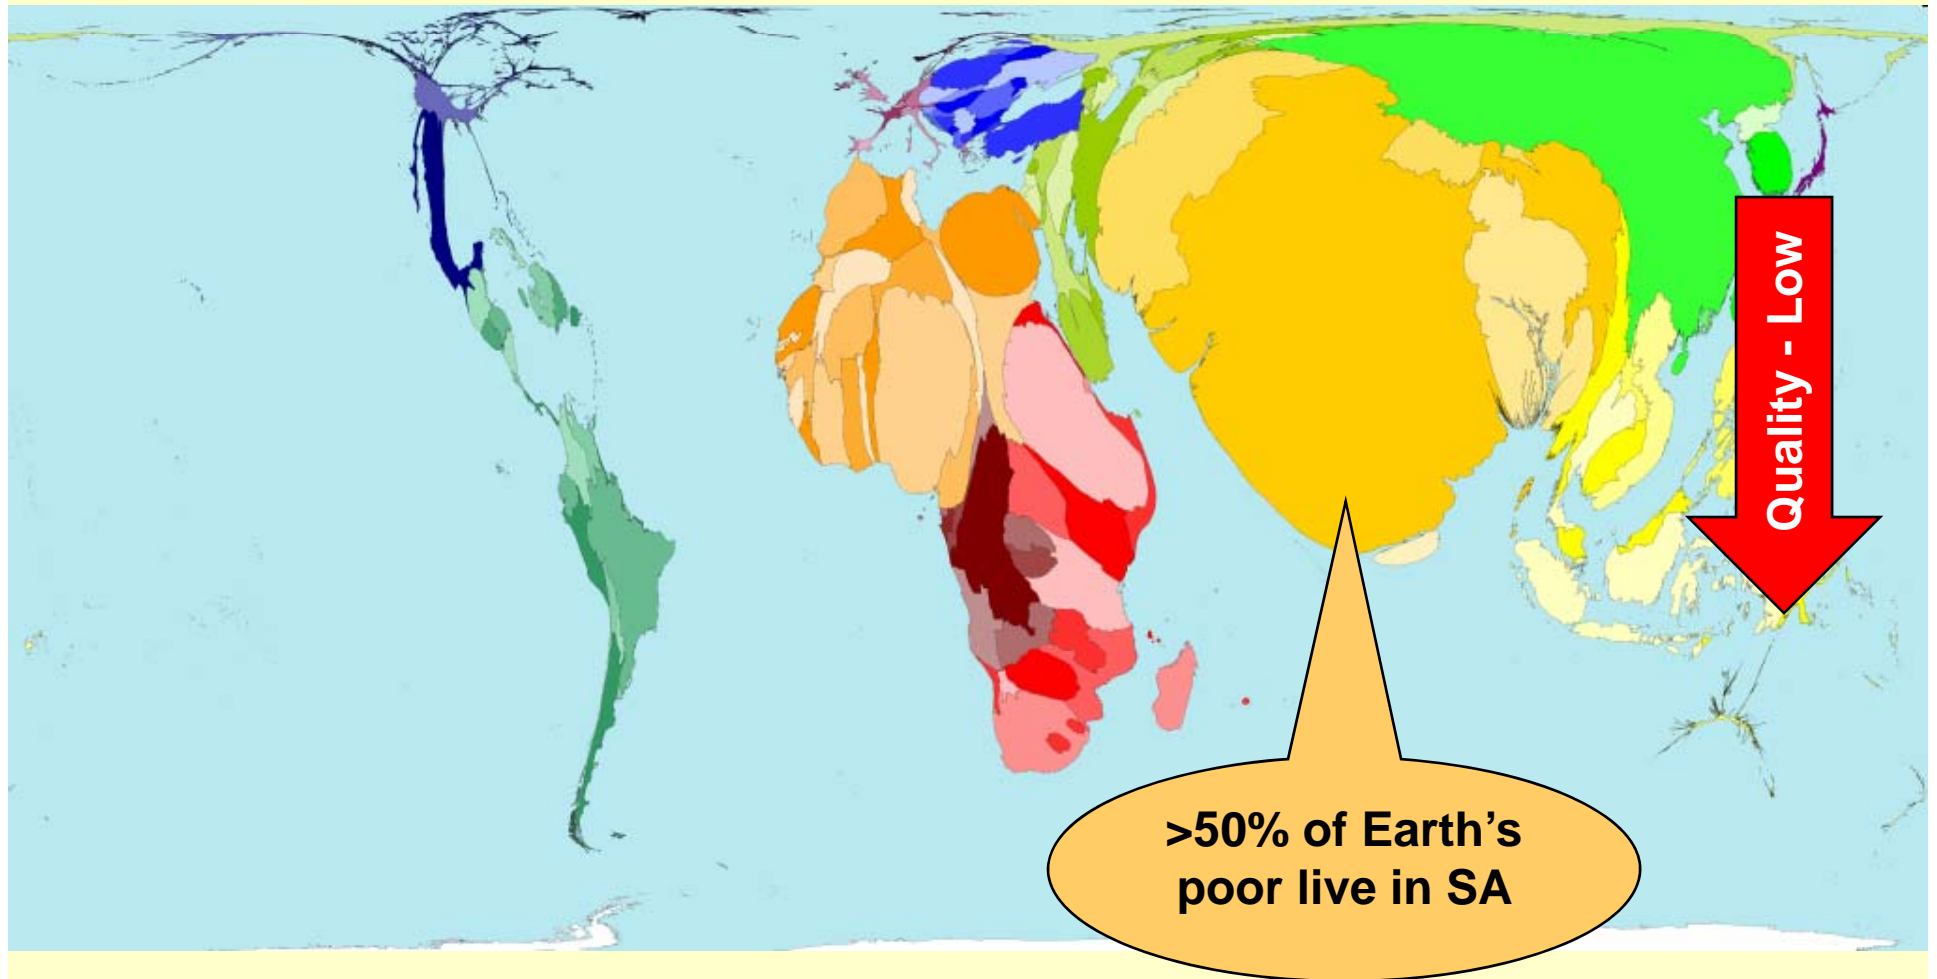 Quality - Low
>50% of Earth’s
poor live in SA